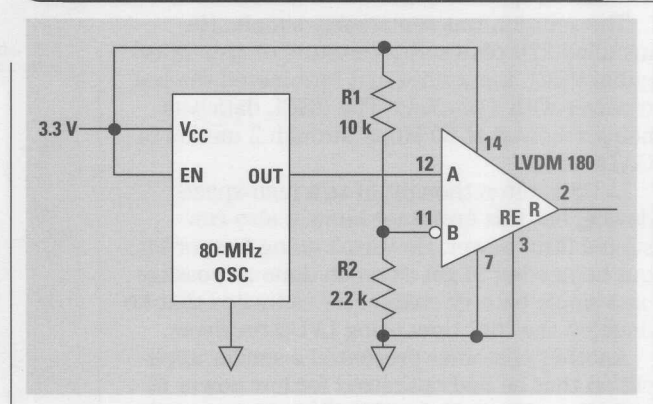 R1
10 k
3.3 V
VCC
EN
OUT
80-MHz
OSC
12
A
14
LVDM 180
2
R
RE
3
11
B
7
R2
2.2 k